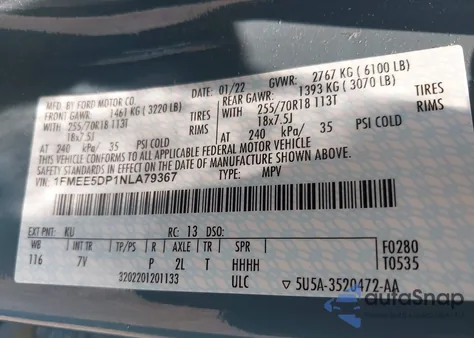 MFD. BY FORD MOTOR CO.
DATE: 01/22 GVWR: 2767 KG (6100 LB)
FRONT GAWR: 1461 KG (3220 LB) REAR GAWR: 1393 KG (3070 LB)
WITH 255/70R18 113T TIRES WITH 255/70R18 113T TIRES
18x7.5J RIMS 18x7.5J RIMS
AT 240 kPa/ 35 PSI COLD AT 240 kPa/ 35 PSI COLD
THIS VEHICLE CONFORMS TO ALL APPLICABLE FEDERAL MOTOR VEHICLE
SAFETY AND THEFT PREVENTION STANDARDS IN EFFECT ON THE DATE OF MANUFACTURE
VIN: 1FMEE5DP1NLA79367
TYPE: MPV
EXT PNT: KU RC: 13 DSO:
WB INT TR TP/PS R AXLE TR SPR F0280
116 7V P 2L T HHHH T0535
3202201201133 ULC ▽ 5U5A-3520472-AA
autoSnap